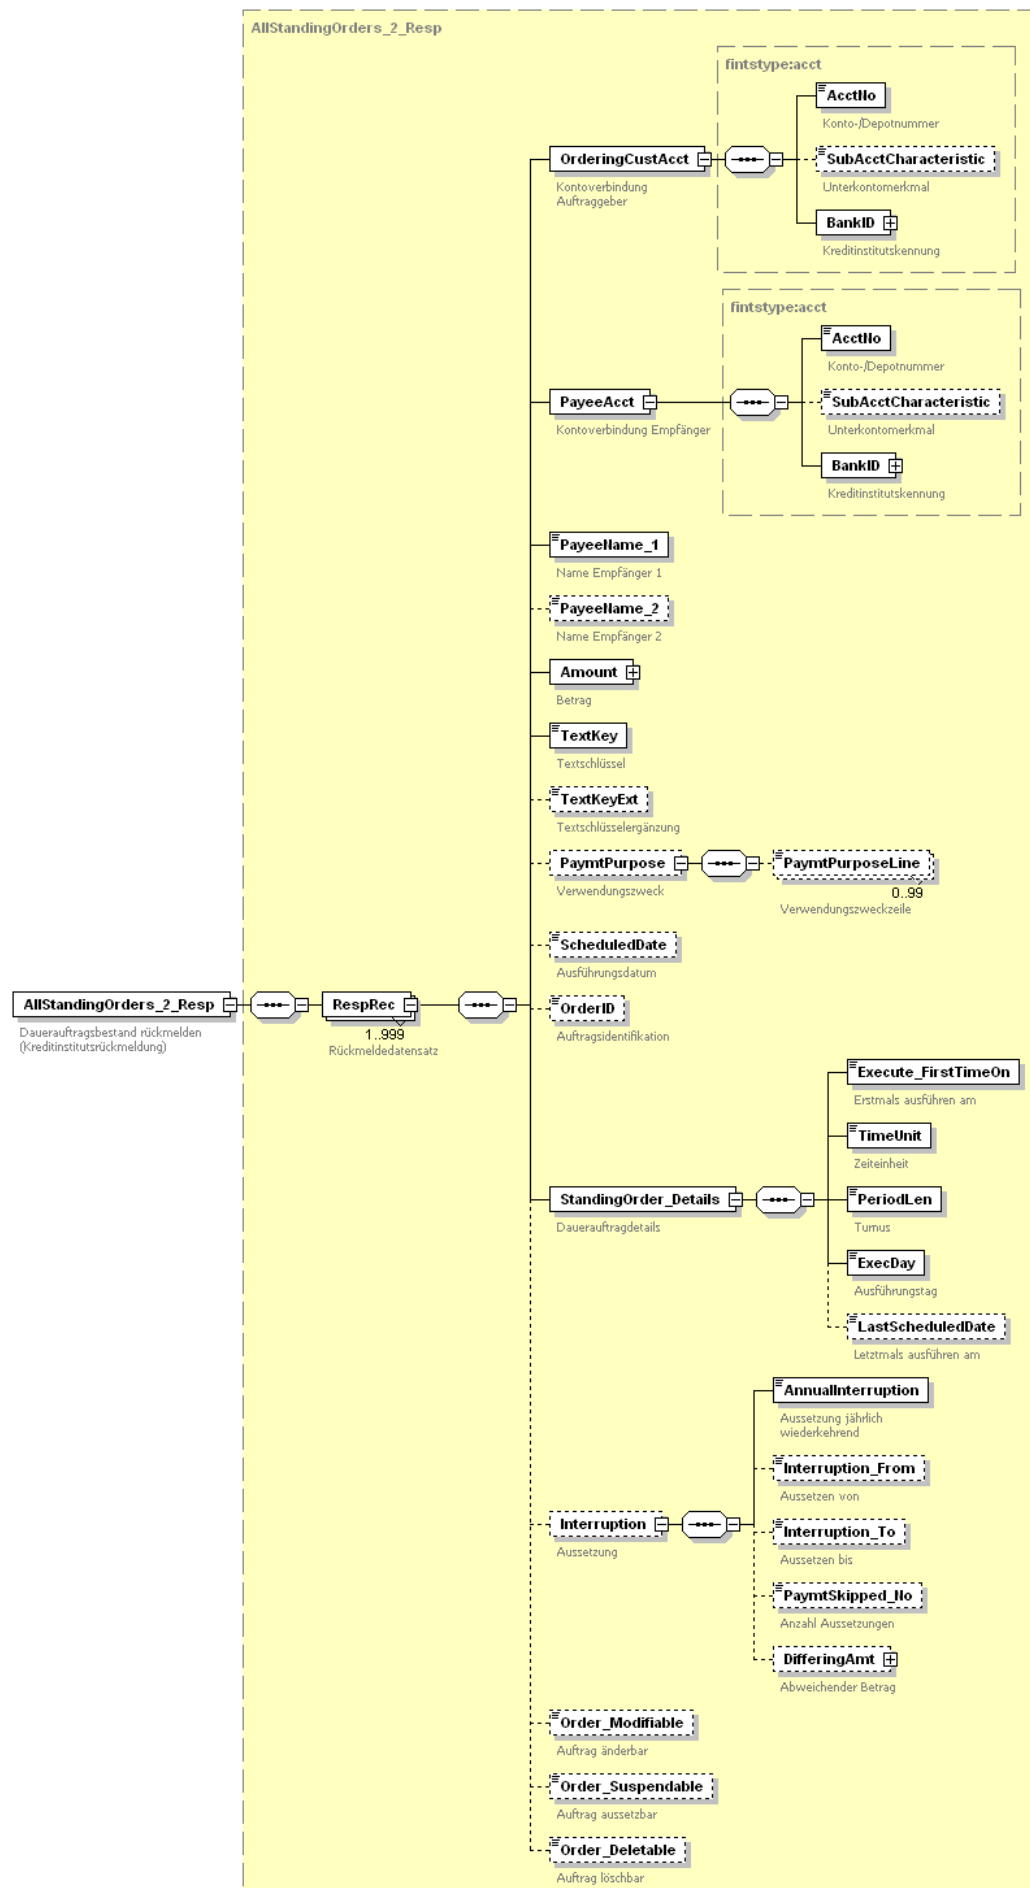 AllStandingOrders_2_Resp
fintstype:acct
AcctNo
Konto-/Depotnummer
OrderingCustAcct
Kontoverbindung
Auftraggeber
SubAcctCharacteristic
Unterkontomerkmal
BankID
Kreditinstitutskennung
fintstype:acct
AcctNo
Konto-/Depotnummer
PayeeAcct
Kontoverbindung Empfänger
SubAcctCharacteristic
Unterkontomerkmal
BankID
Kreditinstitutskennung
PayeeName_1
Name Empfänger 1
PayeeName_2
Name Empfänger 2
Amount
Betrag
TextKey
Textschlüssel
TextKeyExt
Textschlüsselergänzung
PaymtPurpose
Verwendungszweck
PaymtPurposeLine
0..99
Verwendungszweckzeile
ScheduledDate
Ausführungsdatum
AllStandingOrders_2_Resp
Dauerauftragsbestand rückmelden
(Kreditinstitutsrückmeldung)
RespRec
1..999
Rückmeldedatensatz
OrderID
Auftragsidentifikation
Execute_FirstTimeOn
Erstmals ausführen am
TimeUnit
Zeiteinheit
StandingOrder_Details
Dauerauftragdetails
PeriodLen
Turnus
ExecDay
Ausführungstag
LastScheduledDate
Letztmals ausführen am
AnnualInterruption
Aussetzung jährlich
wiederkehrend
Interruption_From
Aussetzen von
Interruption
Aussetzung
Interruption_To
Aussetzen bis
PaymtSkipped_No
Anzahl Aussetzungen
DifferingAmt
Abweichender Betrag
Order_Modifiable
Auftrag änderbar
Order_Suspendable
Auftrag aussetzbar
Order_Deletable
Auftrag löschbar